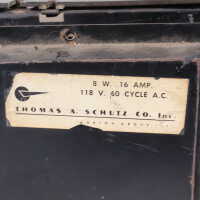 8 W. .16 AMP.
118 V. 60 CYCLE A.C.
THOMAS A. SCHUTZ CO. INC